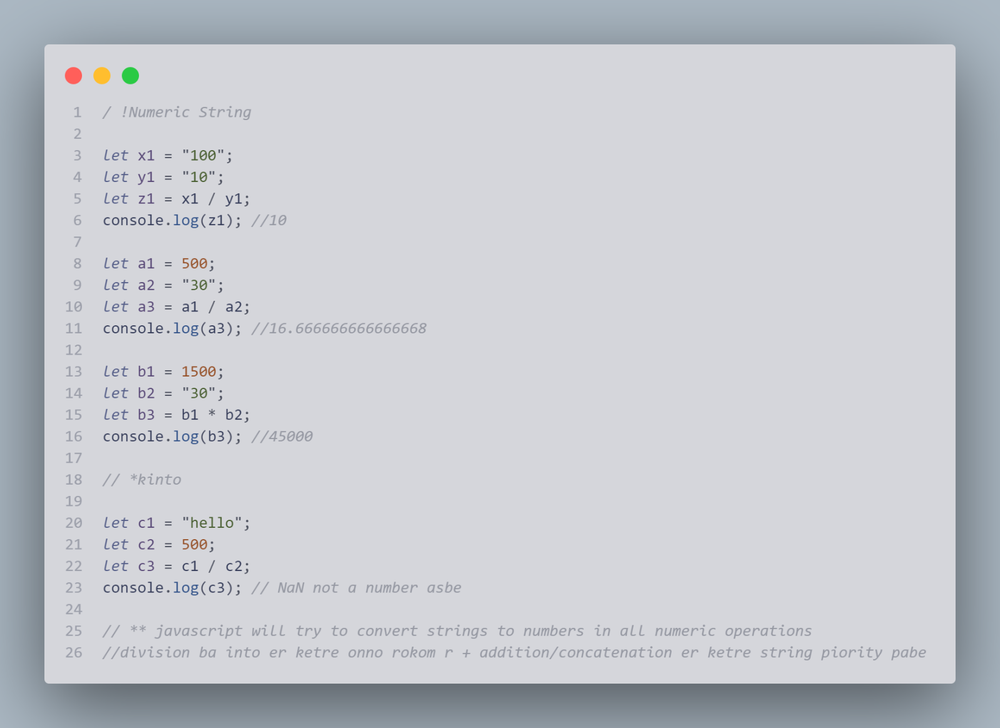 1 / !Numeric String
2
3 let x1 = "100";
4 let y1 = "10";
5 let z1 = x1 / y1;
6 console.log(z1); //10
7
8 let a1 = 500;
9 let a2 = "30";
10 let a3 = a1 / a2;
11 console.log(a3); //16.666666666666668
12
13 let b1 = 1500;
14 let b2 = "30";
15 let b3 = b1 * b2;
16 console.log(b3); //45000
17
18 // *kinto
19
20 let c1 = "hello";
21 let c2 = 500;
22 let c3 = c1 / c2;
23 console.log(c3); // NaN not a number asbe
24
25 // ** javascript will try to convert strings to numbers in all numeric operations
26 //division ba into er ketre onno rokom r + addition/concatenation er ketre string piority pabe